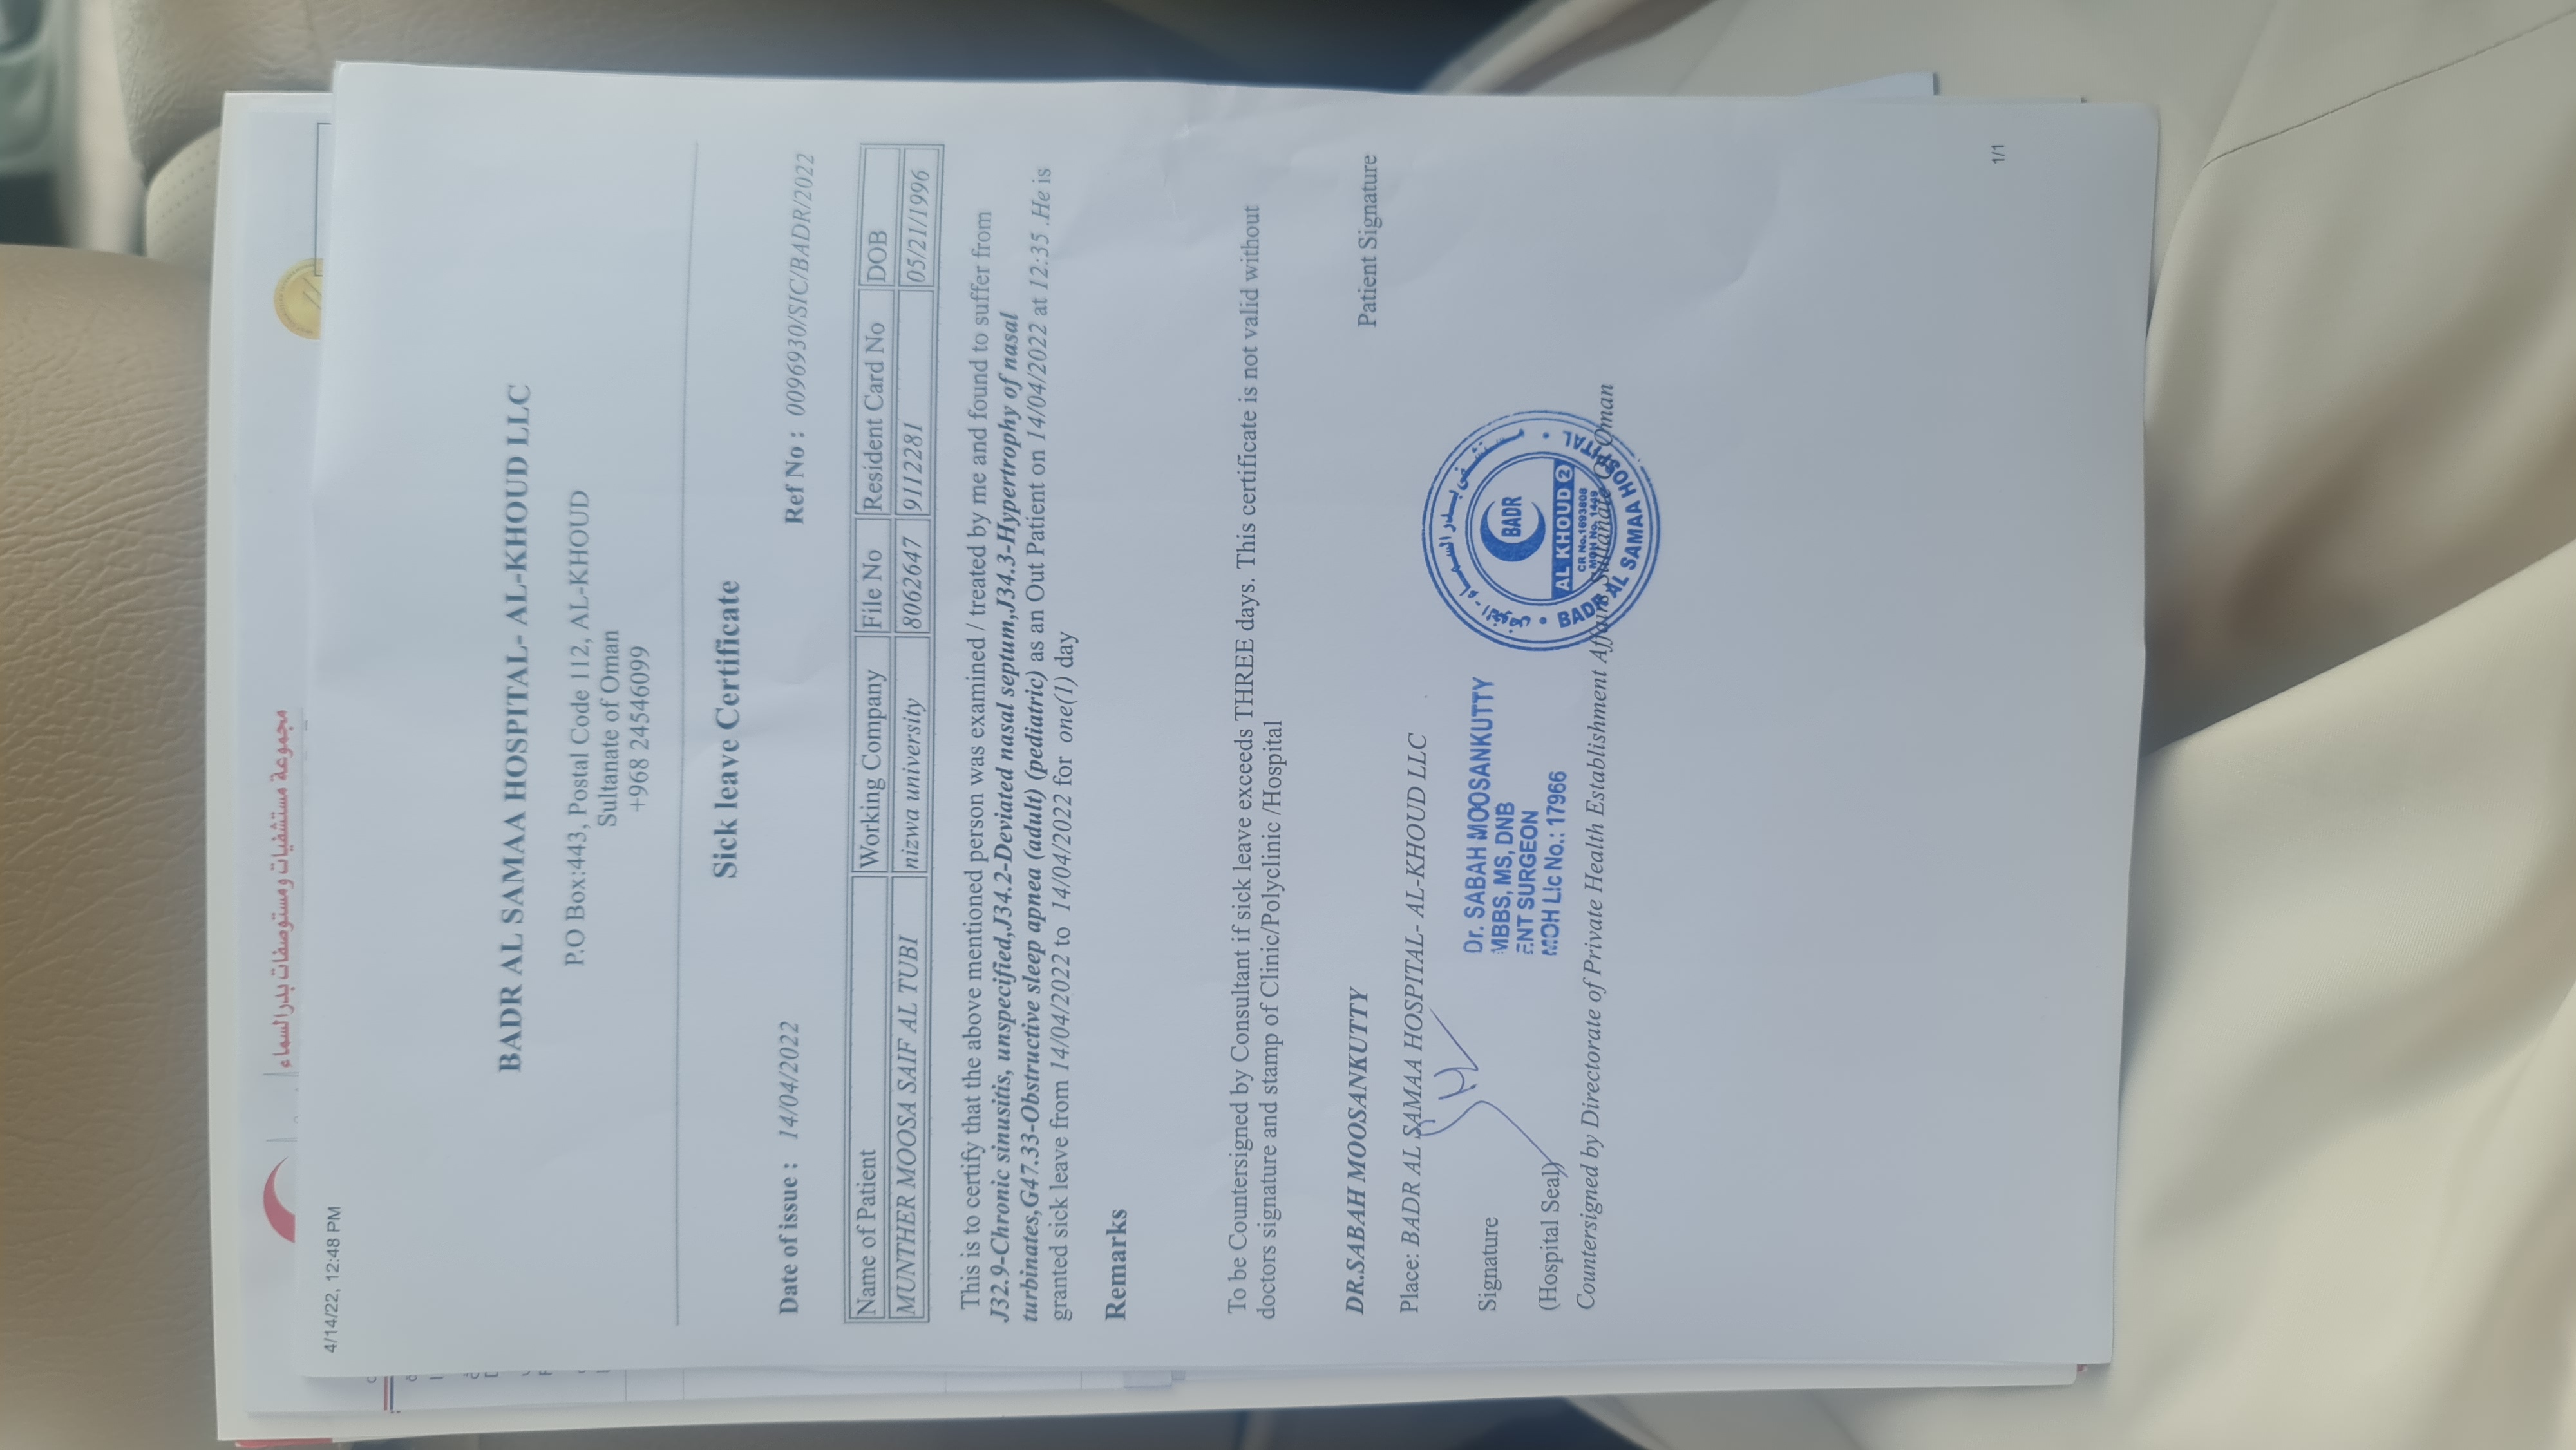 مجموعة مستشفيات ومستوصفات بدرالسماء
4/14/22, 12:48 PM
BADR AL SAMAA HOSPITAL- AL-KHOUD LLC
P.O Box:443, Postal Code 112, AL-KHOUD
Sultanate of Oman
+968 24546099
Sick leave Certificate
Date of issue : 14/04/2022 Ref No : 0096930/SIC/BADR/2022
Name of Patient Working Company File No Resident Card No DOB
MUNTHER MOOSA SAIF AL TUBI nizwa university 8062647 9112281 05/21/1996
This is to certify that the above mentioned person was examined / treated by me and found to suffer from
J32.9-Chronic sinusitis, unspecified,J34.2-Deviated nasal septum,J34.3-Hypertrophy of nasal
turbinates,G47.33-Obstructive sleep apnea (adult) (pediatric) as an Out Patient on 14/04/2022 at 12:35 .He is
granted sick leave from 14/04/2022 to 14/04/2022 for one(1) day
Remarks
To be Countersigned by Consultant if sick leave exceeds THREE days. This certificate is not valid without
doctors signature and stamp of Clinic/Polyclinic /Hospital
DR.SABAH MOOSANKUTTY Patient Signature
Place: BADR AL SAMAA HOSPITAL- AL-KHOUD LLC
Signature
(Hospital Seal)
Dr. SABAH MOOSANKUTTY
MBBS, MS, DNB
ENT SURGEON
MOH Lic No.: 17966
مستشفى بدر السماء - الخوض
BADR
AL KHOUD 2
CR No.1693808
MOH No. 1449
BADR AL SAMAA HOSPITAL
Countersigned by Directorate of Private Health Establishment Affairs Sultanate Of Oman
1/1